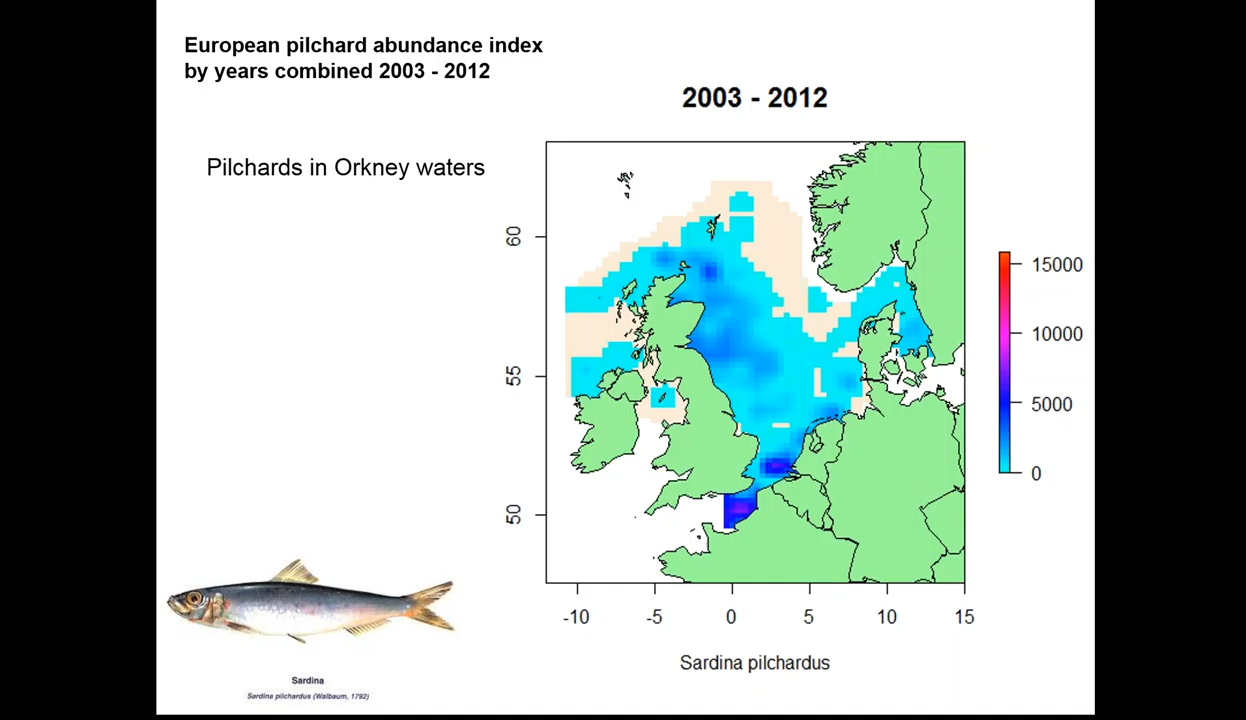 European pilchard abundance index
by years combined 2003 - 2012
2003 - 2012
Pilchards in Orkney waters
60
55
50
-10 -5 0 5 10 15
Sardina pilchardus
15000
10000
5000
0
Sardina
Sardina pilchardus (Walbaum, 1792)